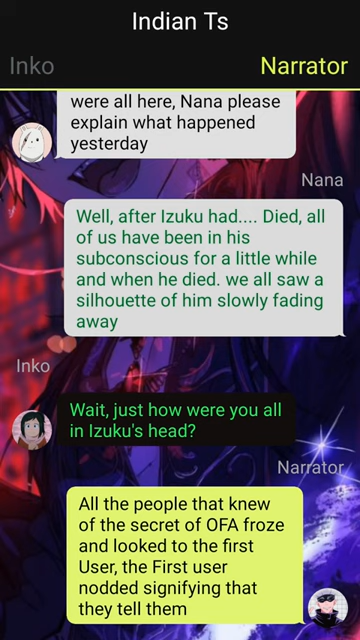 Indian Ts
Inko
Narrator
were all here, Nana please
explain what happened
yesterday
Nana
Well, after Izuku had.... Died, all
of us have been in his
subconscious for a little while
and when he died. we all saw a
silhouette of him slowly fading
away
Inko
Wait, just how were you all
in Izuku's head?
Narrator
All the people that knew
of the secret of OFA froze
and looked to the first
User, the First user
nodded signifying that
they tell them